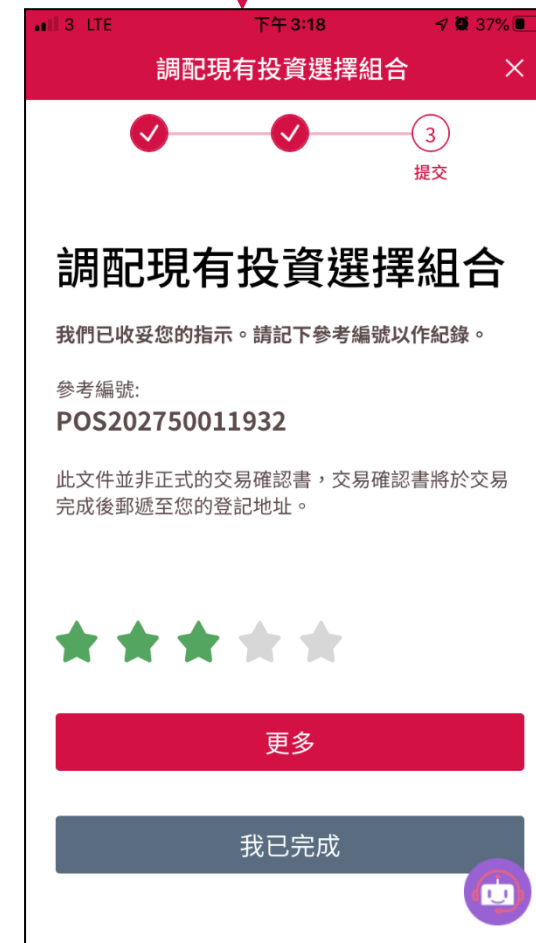 3 LTE 下午3:18 37%
調配現有投資選擇組合
3
提交
調配現有投資選擇組合
我們已收妥您的指示。請記下參考編號以作紀錄。
參考編號:
POS202750011932
此文件並非正式的交易確認書，交易確認書將於交易
完成後郵遞至您的登記地址。
更多
我已完成